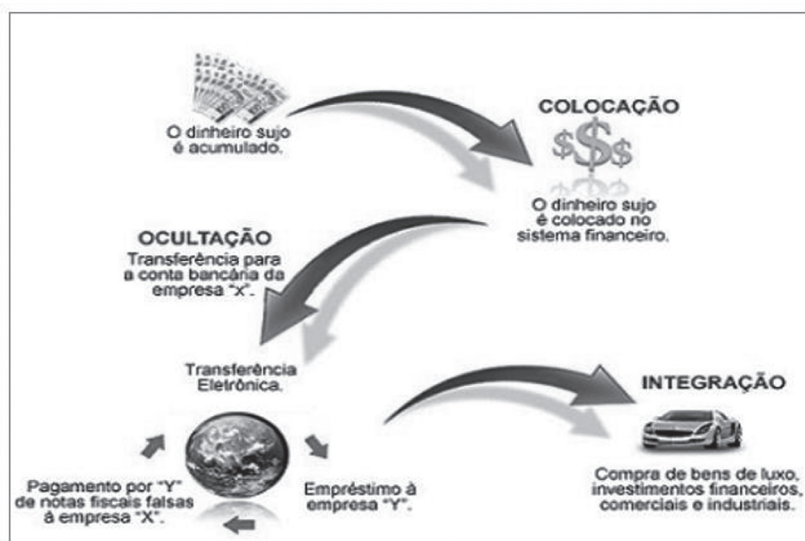 O dinheiro sujo
é acumulado.
COLOCAÇÃO
$$$
O dinheiro sujo
é colocado no
sistema financeiro.
OCULTAÇÃO
Transferência para
a conta bancária da
empresa “x”.
Transferência
Eletrônica.
Pagamento por “Y”
de notas fiscais falsas
à empresa “X”.
Empréstimo à
empresa “Y”.
INTEGRAÇÃO
Compra de bens de luxo,
investimentos financeiros,
comerciais e industriais.